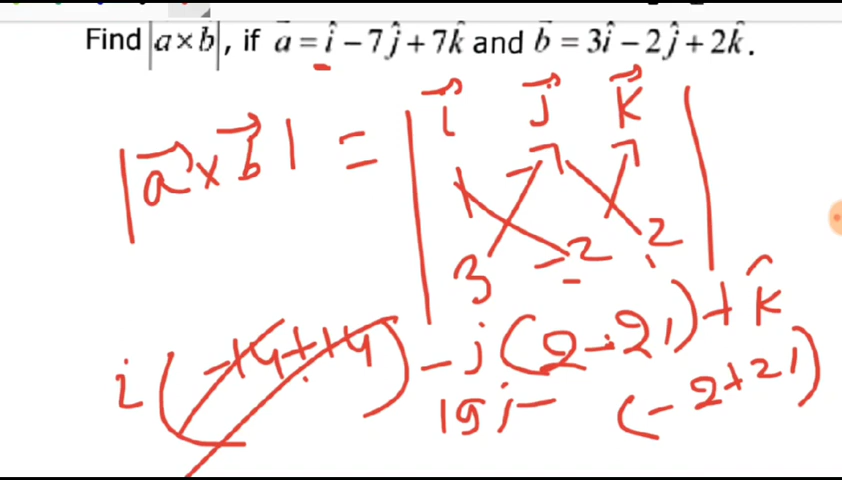 Find |a⃗ × b⃗|, if a⃗ = î − 7ĵ + 7k̂ and b⃗ = 3î − 2ĵ + 2k̂.
|a⃗ × b⃗| = | i⃗ j⃗ k⃗ |
1 −7 7
3 −2 2
i(−14+14) − j(2−21) + k̂
19j − (−2+21)